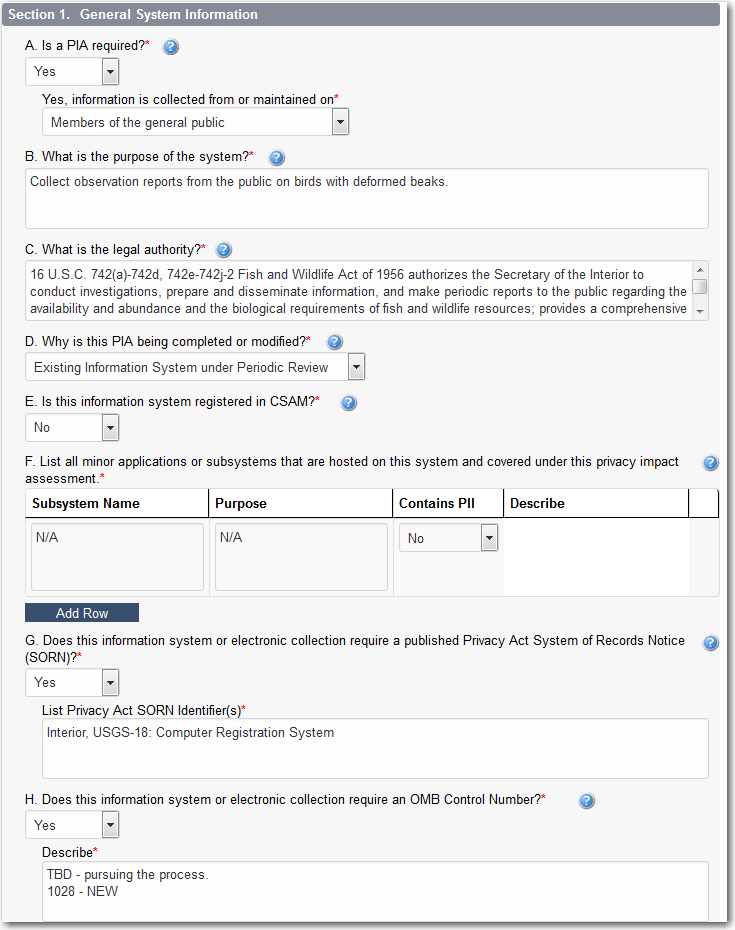 Section 1.  General System Information
A. Is a PIA required?*
Yes
Yes, information is collected from or maintained on*
Members of the general public
B. What is the purpose of the system?*
Collect observation reports from the public on birds with deformed beaks.
C. What is the legal authority?*
16 U.S.C. 742(a)-742d, 742e-742j-2 Fish and Wildlife Act of 1956 authorizes the Secretary of the Interior to
conduct investigations, prepare and disseminate information, and make periodic reports to the public regarding the
availability and abundance and the biological requirements of fish and wildlife resources; provides a comprehensive
D. Why is this PIA being completed or modified?*
Existing Information System under Periodic Review
E. Is this information system registered in CSAM?*
No
F. List all minor applications or subsystems that are hosted on this system and covered under this privacy impact
assessment.*
Subsystem Name Purpose Contains PII Describe
N/A N/A No
Add Row
G. Does this information system or electronic collection require a published Privacy Act System of Records Notice
(SORN)?*
Yes
List Privacy Act SORN Identifier(s)*
Interior, USGS-18: Computer Registration System
H. Does this information system or electronic collection require an OMB Control Number?*
Yes
Describe*
TBD - pursuing the process.
1028 - NEW